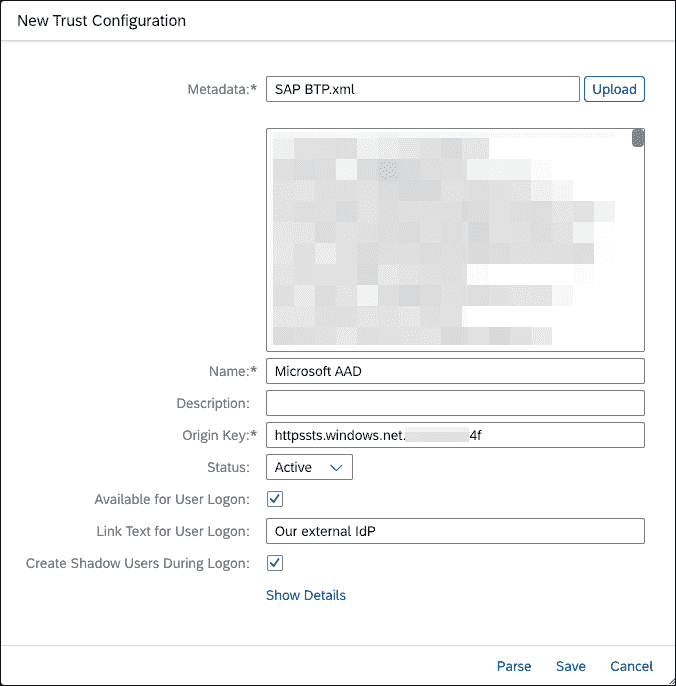 New Trust Configuration
Metadata:* SAP BTP.xml Upload
Name:* Microsoft AAD
Description:
Origin Key:* httpssts.windows.net. 4f
Status: Active
Available for User Logon:
Link Text for User Logon: Our external IdP
Create Shadow Users During Logon:
Show Details
Parse Save Cancel